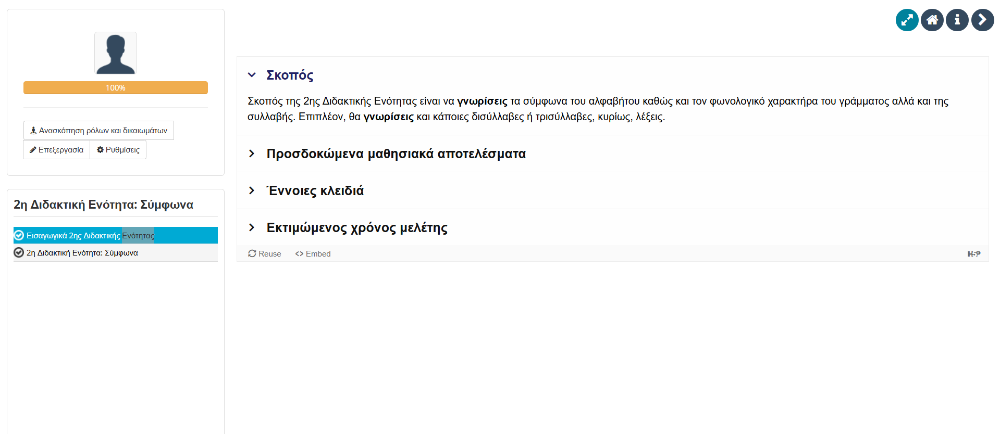 100%
Ανασκόπηση ρόλων και δικαιωμάτων
Επεξεργασία Ρυθμίσεις
2η Διδακτική Ενότητα: Σύμφωνα
Εισαγωγικά 2ης Διδακτικής Ενότητας
2η Διδακτική Ενότητα: Σύμφωνα
Σκοπός
Σκοπός της 2ης Διδακτικής Ενότητας είναι να γνωρίσεις τα σύμφωνα του αλφαβήτου καθώς και τον φωνολογικό χαρακτήρα του γράμματος αλλά και της
συλλαβής. Επιπλέον, θα γνωρίσεις και κάποιες δισύλλαβες ή τρισύλλαβες, κυρίως, λέξεις.
Προσδοκώμενα μαθησιακά αποτελέσματα
Έννοιες κλειδιά
Εκτιμώμενος χρόνος μελέτης
Reuse <> Embed H5P